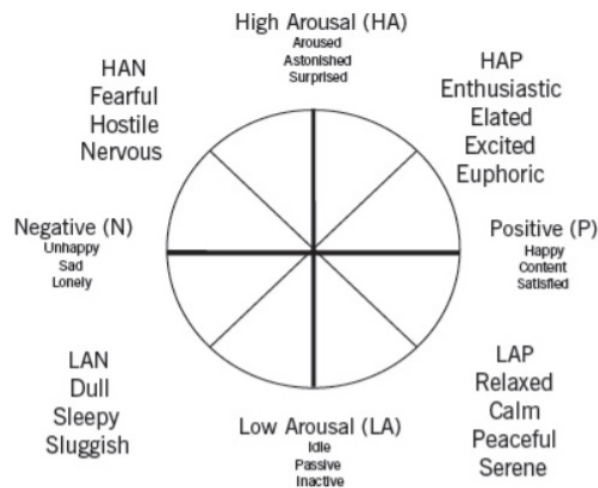 High Arousal (HA)
Aroused
Astonished
Surprised
HAN
Fearful
Hostile
Nervous
HAP
Enthusiastic
Elated
Excited
Euphoric
Negative (N)
Unhappy
Sad
Lonely
Positive (P)
Happy
Content
Satisfied
LAN
Dull
Sleepy
Sluggish
Low Arousal (LA)
Idle
Passive
Inactive
LAP
Relaxed
Calm
Peaceful
Serene